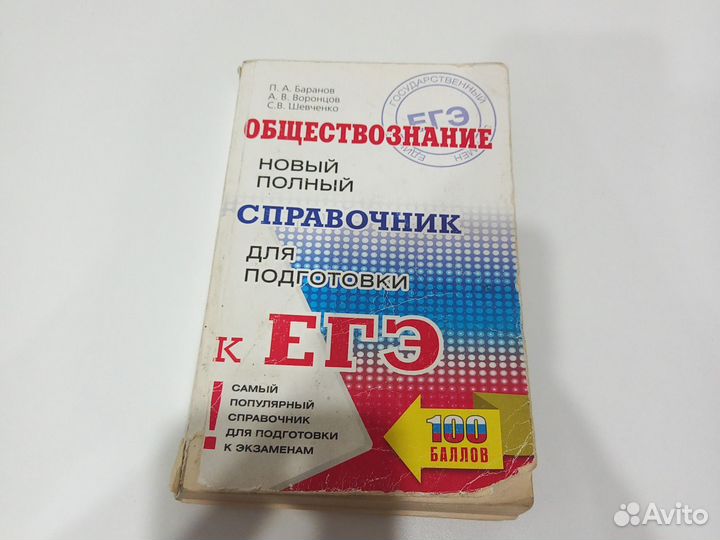 П. А. Баранов
А. В. Воронцов
С.В. Шевченко
ГОСУДАРСТВЕННЫЙ
ЕГЭ
ОБЩЕСТВОЗНАНИЕ
НОВЫЙ
ПОЛНЫЙ
СПРАВОЧНИК
ДЛЯ
ПОДГОТОВКИ
К ЕГЭ
!
САМЫЙ
ПОПУЛЯРНЫЙ
СПРАВОЧНИК
ДЛЯ ПОДГОТОВКИ
К ЭКЗАМЕНАМ
100
БАЛЛОВ
Avito